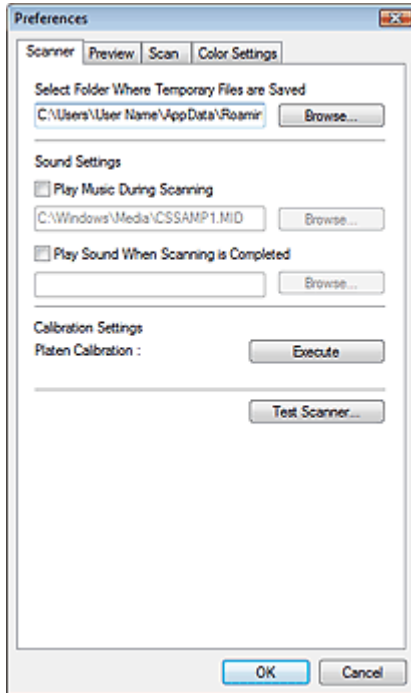 Preferences
Scanner Preview Scan Color Settings
Select Folder Where Temporary Files are Saved
C:\Users\User Name\AppData\Roamin Browse...
Sound Settings
Play Music During Scanning
C:\Windows\Media\CSSAMP1.MID Browse...
Play Sound When Scanning is Completed
Browse...
Calibration Settings
Platen Calibration : Execute
Test Scanner...
OK Cancel